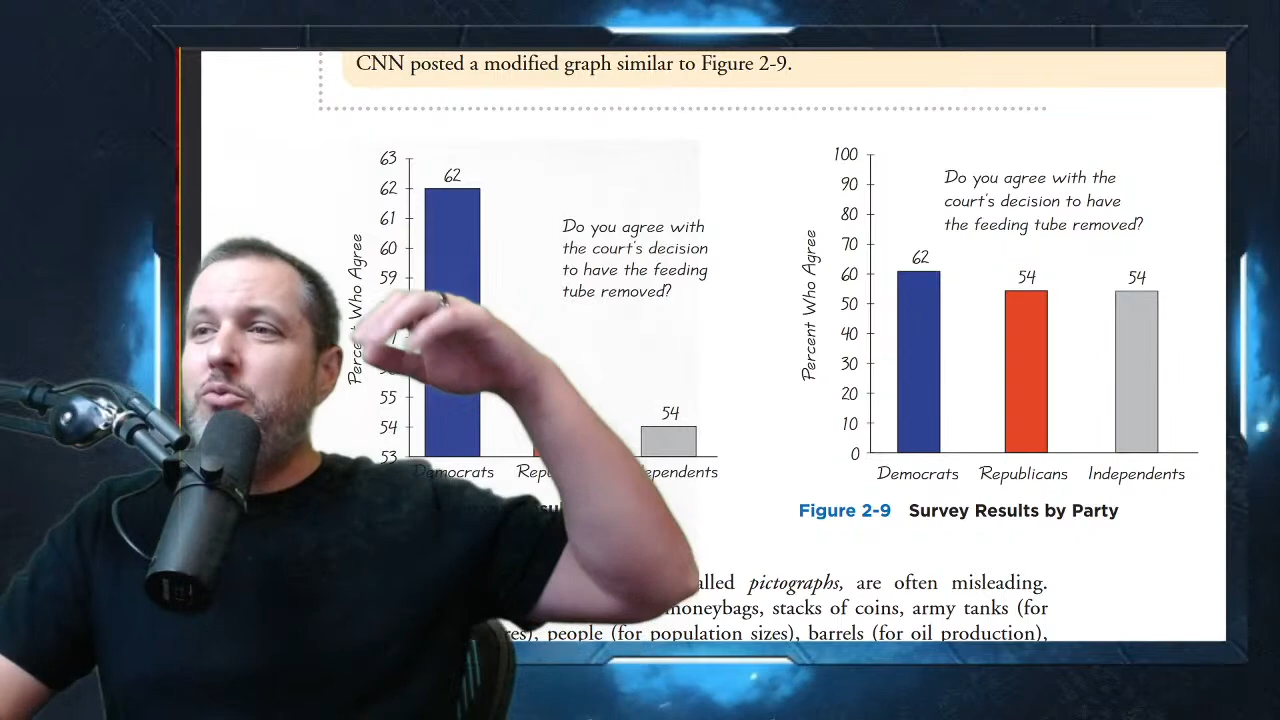 CNN posted a modified graph similar to Figure 2-9.
63
62
61
60
59
55
54
53
Percent Who Agree
62
54
Do you agree with
the court's decision
to have the feeding
tube removed?
Democrats
100
90
80
70
60
50
40
30
20
10
0
Percent Who Agree
Do you agree with the
court's decision to have
the feeding tube removed?
62
54
54
Democrats Republicans Independents
Figure 2-9 Survey Results by Party
pictographs, are often misleading.
moneybags, stacks of coins, army tanks (for
people (for population sizes), barrels (for oil production),